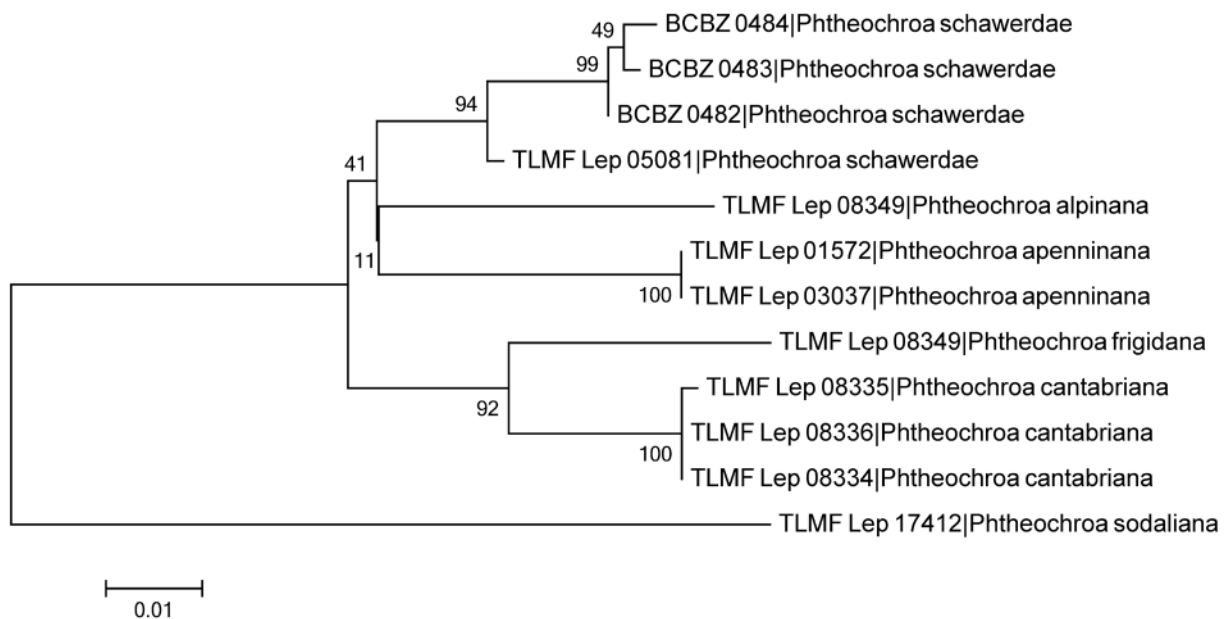 BCBZ 0484|Phtheochroa schawerdae
49
BCBZ 0483|Phtheochroa schawerdae
99
BCBZ 0482|Phtheochroa schawerdae
94
TLMF Lep 05081|Phtheochroa schawerdae
41
TLMF Lep 08349|Phtheochroa alpinana
TLMF Lep 01572|Phtheochroa apenninana
11
TLMF Lep 03037|Phtheochroa apenninana
100
TLMF Lep 08349|Phtheochroa frigidana
TLMF Lep 08335|Phtheochroa cantabriana
92
TLMF Lep 08336|Phtheochroa cantabriana
100
TLMF Lep 08334|Phtheochroa cantabriana
TLMF Lep 17412|Phtheochroa sodaliana
0.01